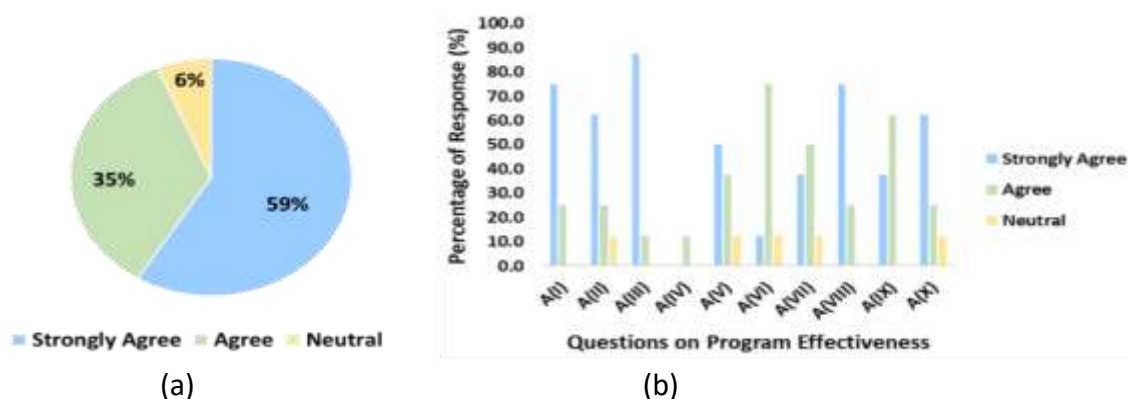 6%
35%
59%
Strongly Agree Agree Neutral
(a)
Percentage of Response (%)
100.0
90.0
80.0
70.0
60.0
50.0
40.0
30.0
20.0
10.0
0.0
A(I) A(II) A(III) A(IV) A(V) A(VI) A(VII) A(VIII) A(IX) A(X)
Questions on Program Effectiveness
Strongly Agree
Agree
Neutral
(b)